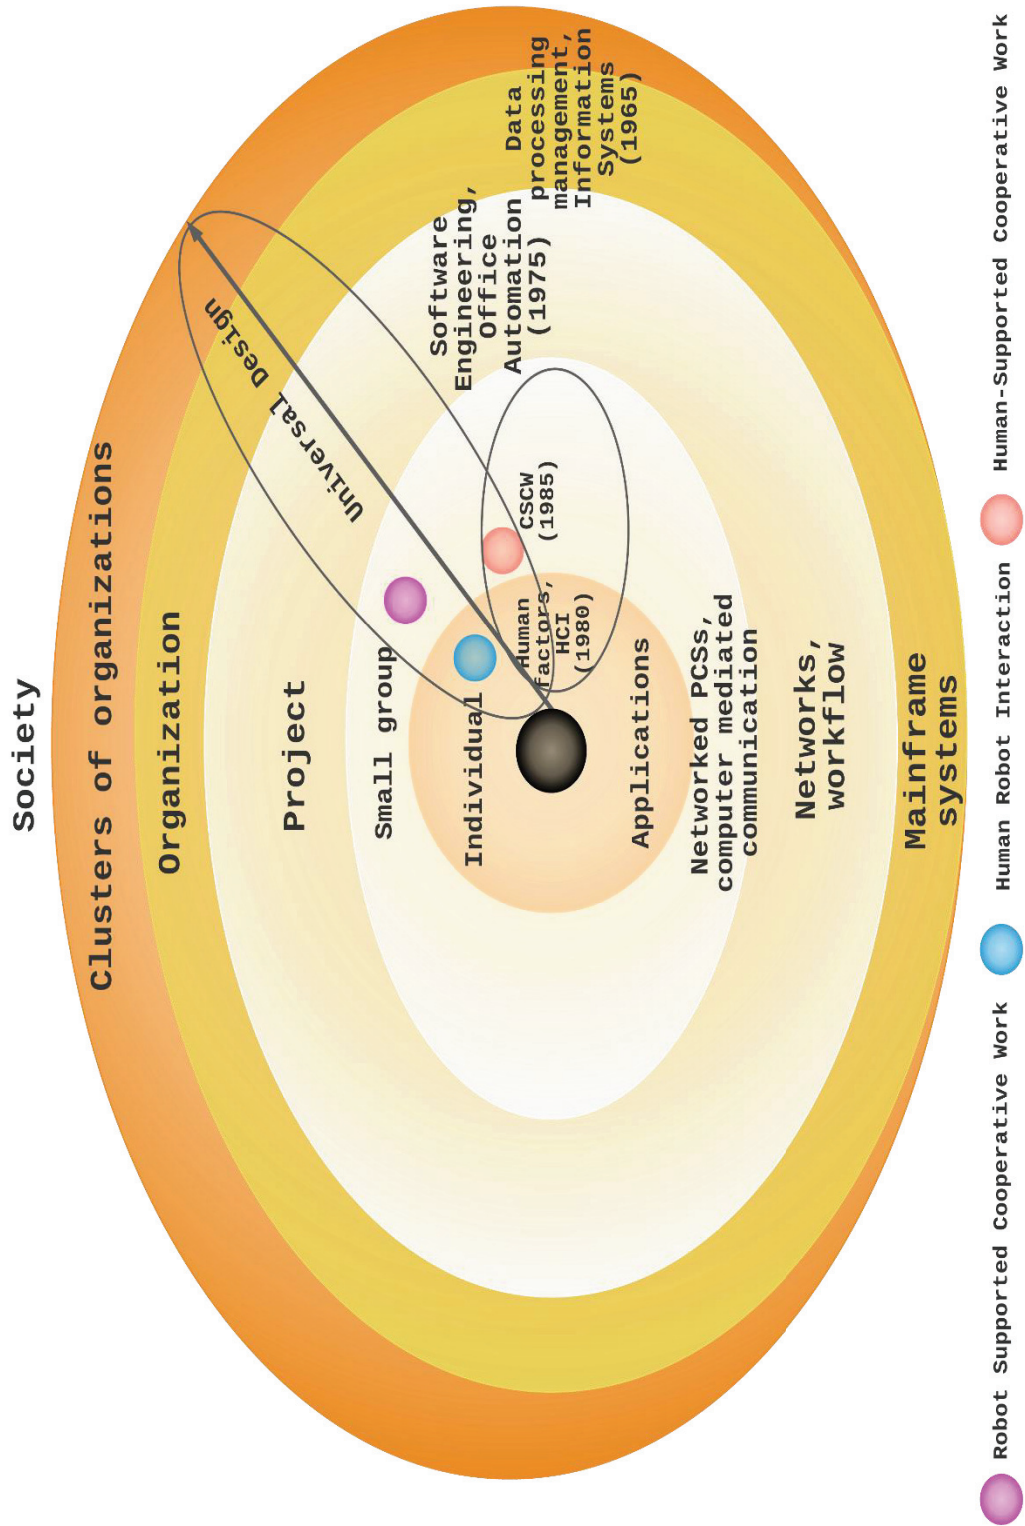 Society
Clusters of organizations
Organization
Project
Small group
Individual
Universal Design
Software
Engineering,
Office
Automation
(1975)
Data
processing
management,
Information
Systems
(1965)
CSCW
(1985)
Human
factors,
HCI
(1980)
Applications
Networked PCSs,
computer mediated
communication
Networks,
workflow
Mainframe
systems
Robot Supported Cooperative Work
Human Robot Interaction
Human-Supported Cooperative Work